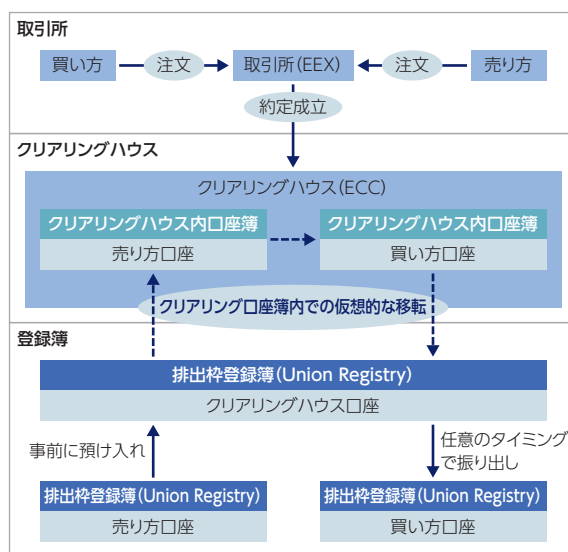 取引所
買い方
注文
取引所(EEX)
注文
売り方
約定成立
クリアリングハウス
クリアリングハウス(ECC)
クリアリングハウス内口座簿
売り方口座
クリアリングハウス内口座簿
買い方口座
クリアリング口座簿内での仮想的な移転
登録簿
排出枠登録簿(Union Registry)
クリアリングハウス口座
事前に預け入れ
任意のタイミング
で振り出し
排出枠登録簿(Union Registry)
売り方口座
排出枠登録簿(Union Registry)
買い方口座